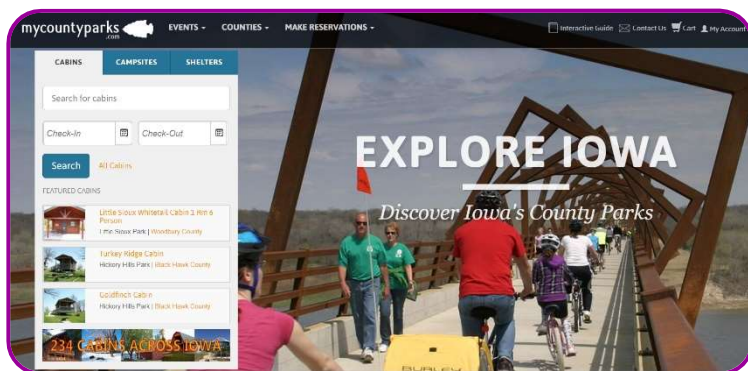 mycountyparks
.com
EVENTS
COUNTIES
MAKE RESERVATIONS
Interactive Guide
Contact Us
Cart
My Account
CABINS
CAMPSITES
SHELTERS
Search for cabins
Check-In
Check-Out
Search
All Cabins
FEATURED CABINS
Little Sioux Whitetail Cabin 1 Rm 6
Person
Little Sioux Park | Woodbury County
Turkey Ridge Cabin
Hickory Hills Park | Black Hawk County
Goldfinch Cabin
Hickory Hills Park | Black Hawk County
234 CABINS ACROSS IOWA
EXPLORE IOWA
Discover Iowa's County Parks
BURLEY